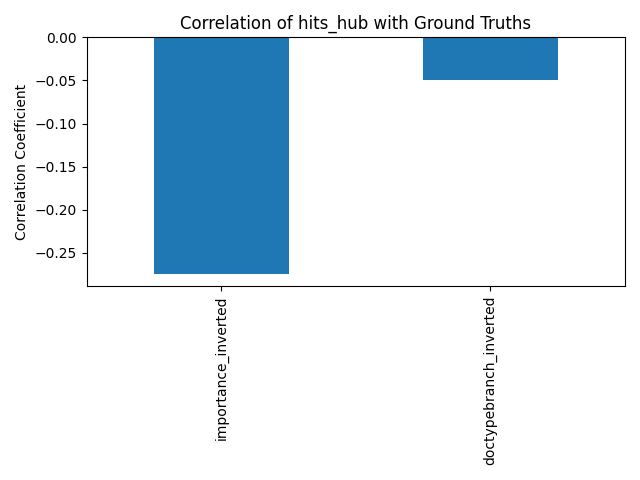 Correlation of hits_hub with Ground Truths
Correlation Coefficient
0.00
−0.05
−0.10
−0.15
−0.20
−0.25
importance_inverted
doctypebranch_inverted